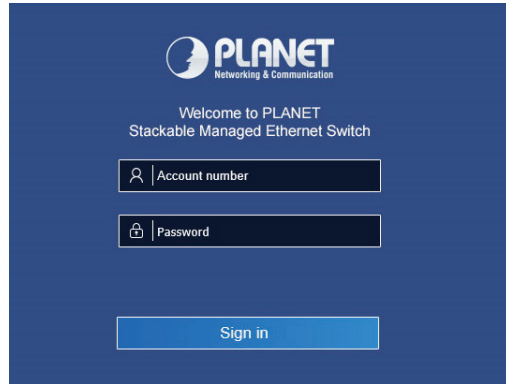 PLANET
Networking & Communication
Welcome to PLANET
Stackable Managed Ethernet Switch
Account number
Password
Sign in